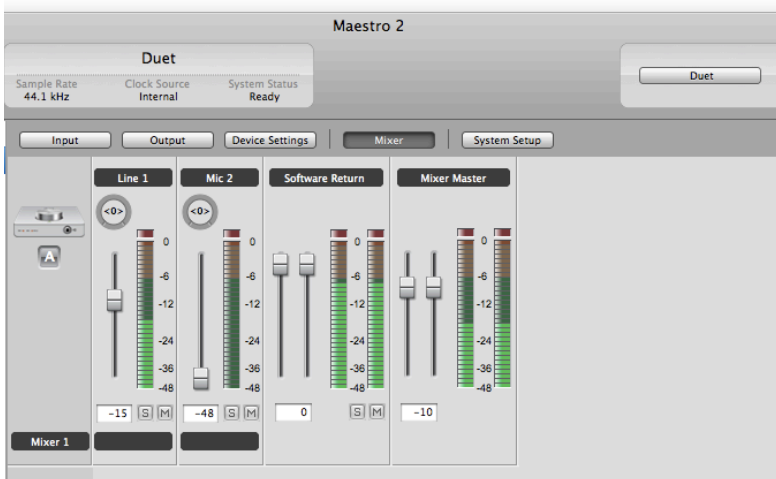 Maestro 2
Duet
Sample Rate Clock Source System Status
44.1 kHz Internal Ready
Duet
Input Output Device Settings Mixer System Setup
Line 1 Mic 2 Software Return Mixer Master
<0> <0>
A
0 0 0 0
-6 -6 -6 -6
-12 -12 -12 -12
-24 -24 -24 -24
-36 -36 -36 -36
-48 -48 -48 -48
-15 S M -48 S M 0 S M -10
Mixer 1